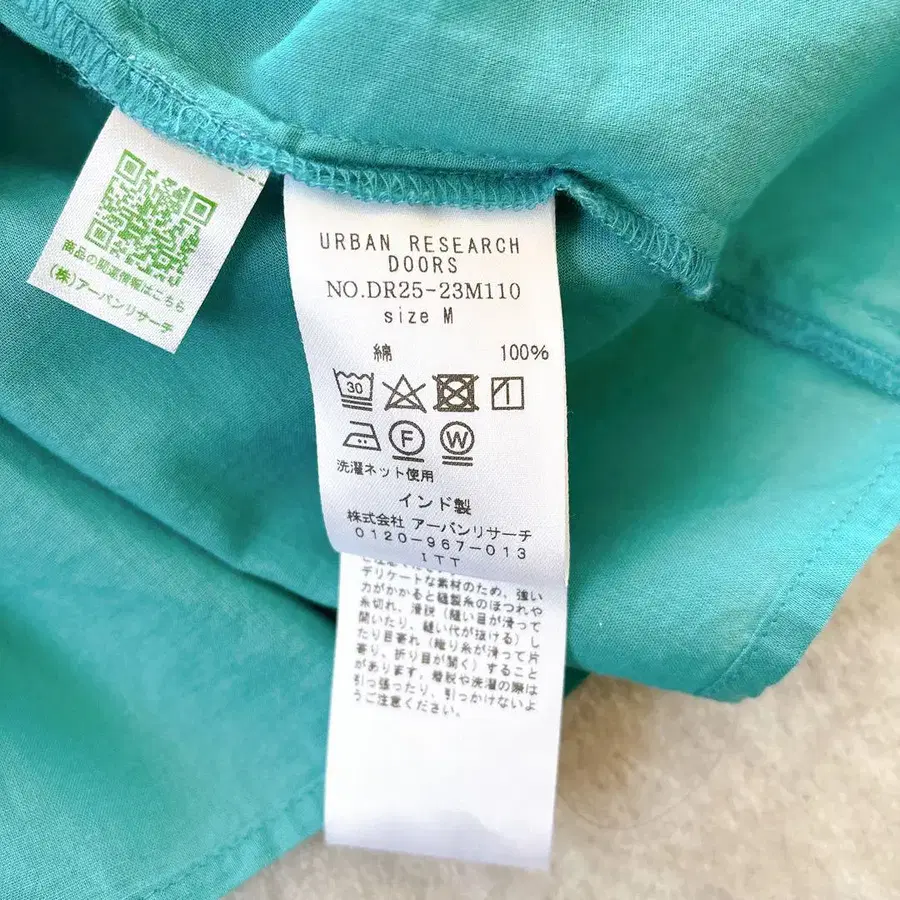 商品の関連情報はこちら
(株)アーバンリサーチ
URBAN RESEARCH
DOORS
NO.DR25-23M110
size M
綿 100%
30
F W
洗濯ネット使用
インド製
株式会社 アーバンリサーチ
0120-967-013
ITT
デリケートな素材のため、強い
力がかかると縫製糸のほつれや
糸切れ、滑脱(縫い目が滑って
開いたり、縫い代が抜ける)し
たり目寄れ(織り糸が滑って片
寄り、折り目が開く)すること
があります。着脱や洗濯の際は
引っ張ったり、引っかけないよ
うご注意ください。